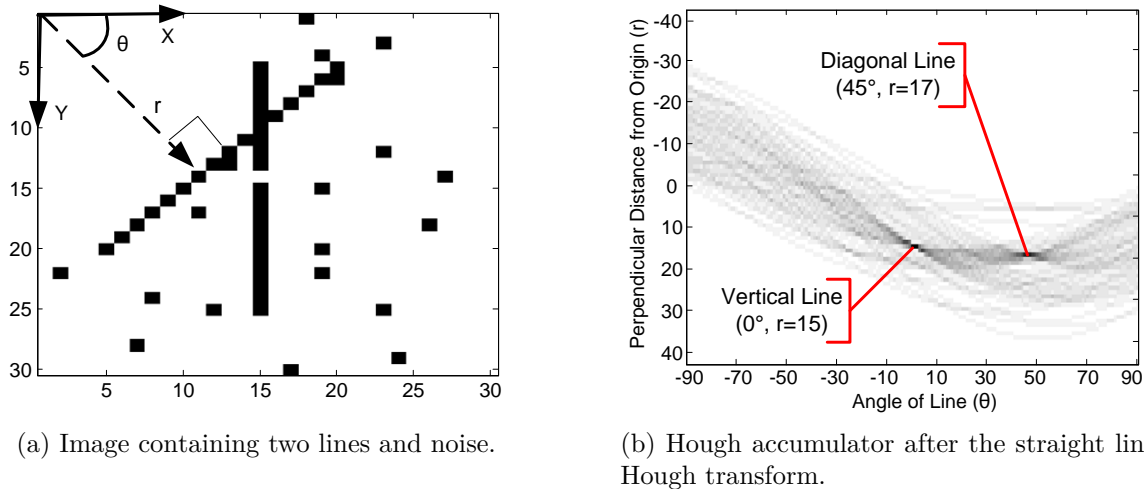 X
θ
Y
r
5
10
15
20
25
30
5
10
15
20
25
30
(a) Image containing two lines and noise.
Perpendicular Distance from Origin (r)
-40
-30
-20
-10
0
10
20
30
40
Diagonal Line
(45°, r=17)
Vertical Line
(0°, r=15)
-90
-70
-50
-30
-10
10
30
50
70
90
Angle of Line (θ)
(b) Hough accumulator after the straight lin
Hough transform.